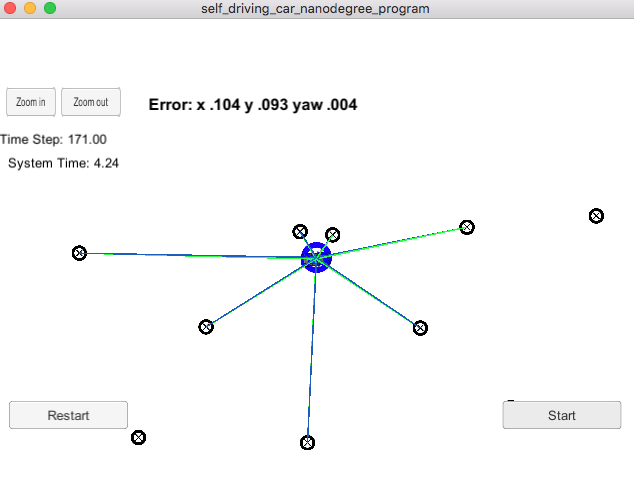 self_driving_car_nanodegree_program
Zoom in
Zoom out
Error: x .104 y .093 yaw .004
Time Step: 171.00
System Time: 4.24
Restart
Start